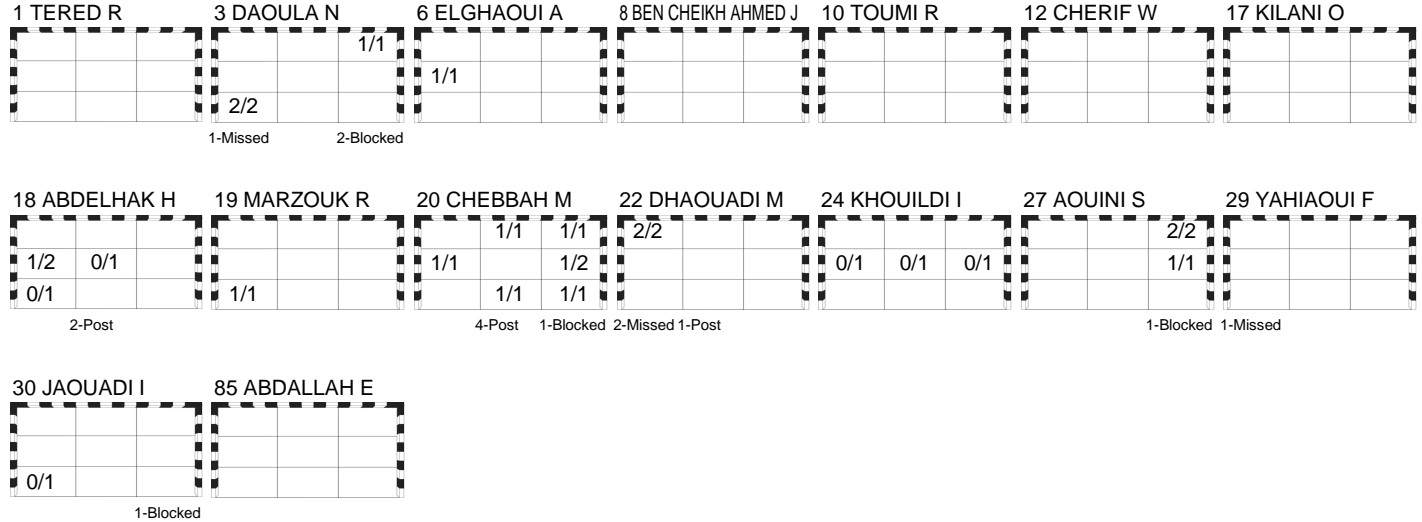 1 TERED R 3 DAOULA N 6 ELGHAOUI A 8 BEN CHEIKH AHMED J 10 TOUMI R 12 CHERIF W 17 KILANI O
1/1
1/1
2/2
1-Missed 2-Blocked
18 ABDELHAK H 19 MARZOUK R 20 CHEBBAH M 22 DHAOUADI M 24 KHOUILDI I 27 AOUINI S 29 YAHIAOUI F
1/1 1/1 2/2 2/2
1/2 0/1 1/1 1/2 0/1 0/1 0/1 1/1
0/1 1/1 1/1 1/1
2-Post 4-Post 1-Blocked 2-Missed 1-Post 1-Blocked 1-Missed
30 JAOUADI I 85 ABDALLAH E
0/1
1-Blocked